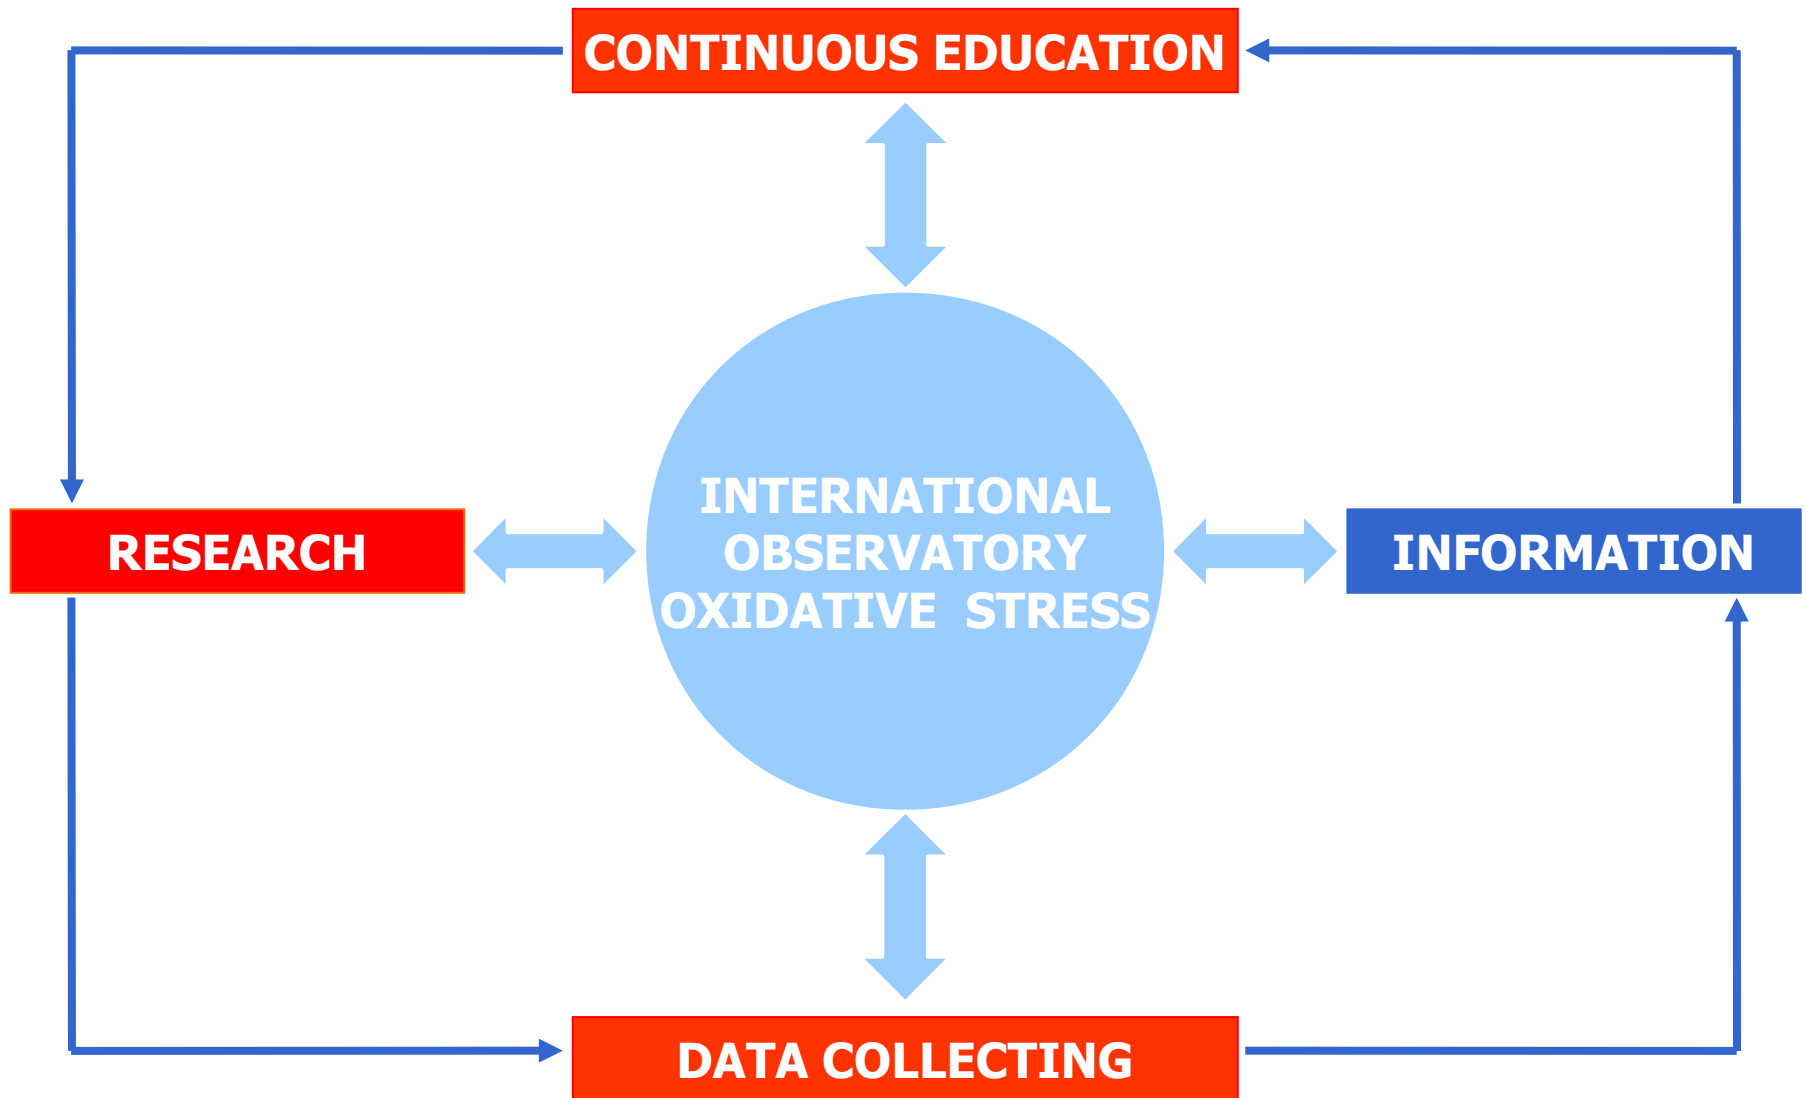 CONTINUOUS EDUCATION
INTERNATIONAL
OBSERVATORY
OXIDATIVE STRESS
RESEARCH
INFORMATION
DATA COLLECTING